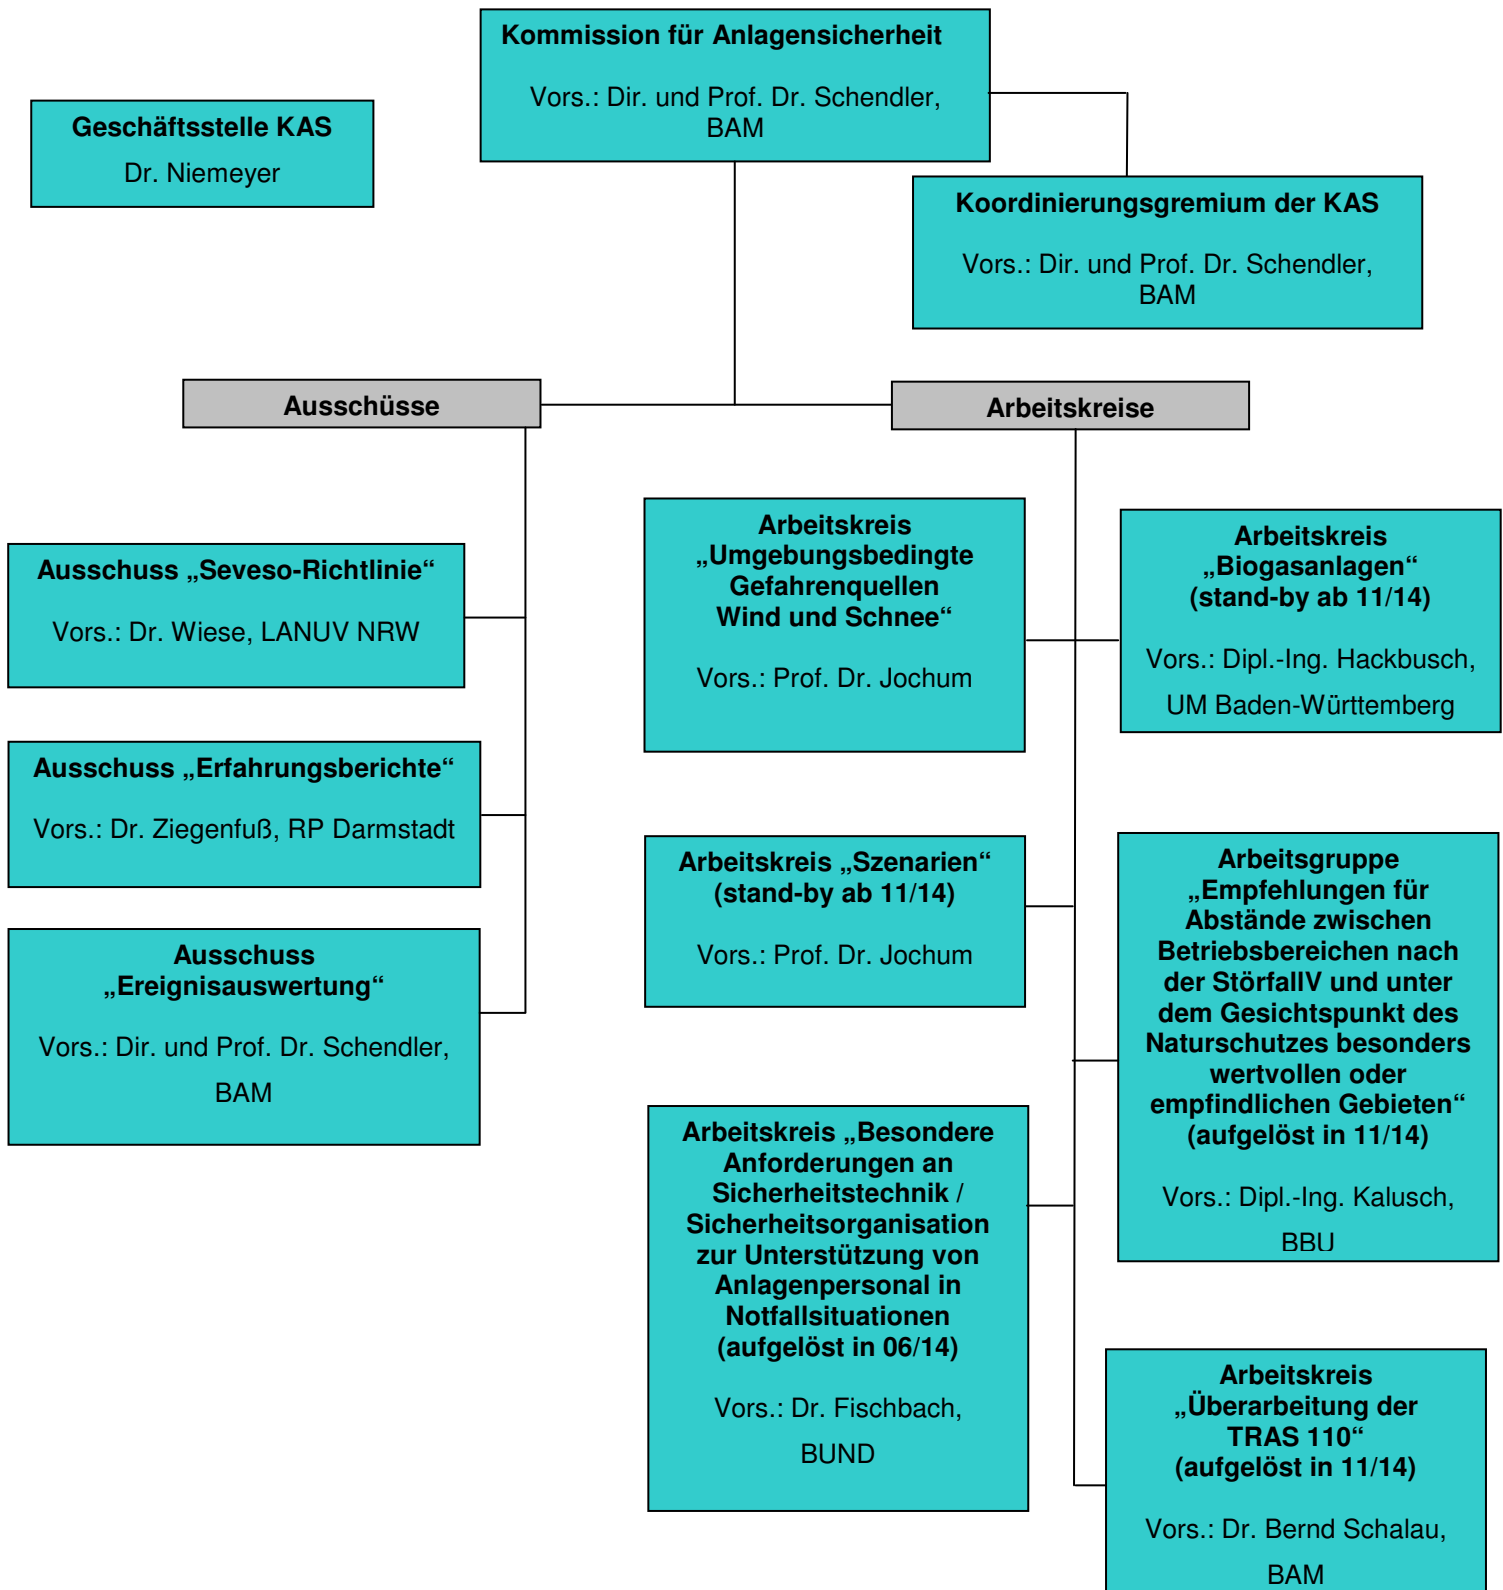 Kommission für Anlagensicherheit
Vors.: Dir. und Prof. Dr. Schendler,
BAM
Geschäftsstelle KAS
Dr. Niemeyer
Koordinierungsgremium der KAS
Vors.: Dir. und Prof. Dr. Schendler,
BAM
Ausschüsse
Arbeitskreise
Ausschuss „Seveso-Richtlinie“
Vors.: Dr. Wiese, LANUV NRW
Ausschuss „Erfahrungsberichte“
Vors.: Dr. Ziegenfuß, RP Darmstadt
Ausschuss
„Ereignisauswertung“
Vors.: Dir. und Prof. Dr. Schendler,
BAM
Arbeitskreis
„Umgebungsbedingte
Gefahrenquellen
Wind und Schnee“
Vors.: Prof. Dr. Jochum
Arbeitskreis
„Biogasanlagen“
(stand-by ab 11/14)
Vors.: Dipl.-Ing. Hackbusch,
UM Baden-Württemberg
Arbeitskreis „Szenarien“
(stand-by ab 11/14)
Vors.: Prof. Dr. Jochum
Arbeitsgruppe
„Empfehlungen für
Abstände zwischen
Betriebsbereichen nach
der StörfallV und unter
dem Gesichtspunkt des
Naturschutzes besonders
wertvollen oder
empfindlichen Gebieten“
(aufgelöst in 11/14)
Vors.: Dipl.-Ing. Kalusch,
BBU
Arbeitskreis „Besondere
Anforderungen an
Sicherheitstechnik /
Sicherheitsorganisation
zur Unterstützung von
Anlagenpersonal in
Notfallsituationen
(aufgelöst in 06/14)
Vors.: Dr. Fischbach,
BUND
Arbeitskreis
„Überarbeitung der
TRAS 110“
(aufgelöst in 11/14)
Vors.: Dr. Bernd Schalau,
BAM